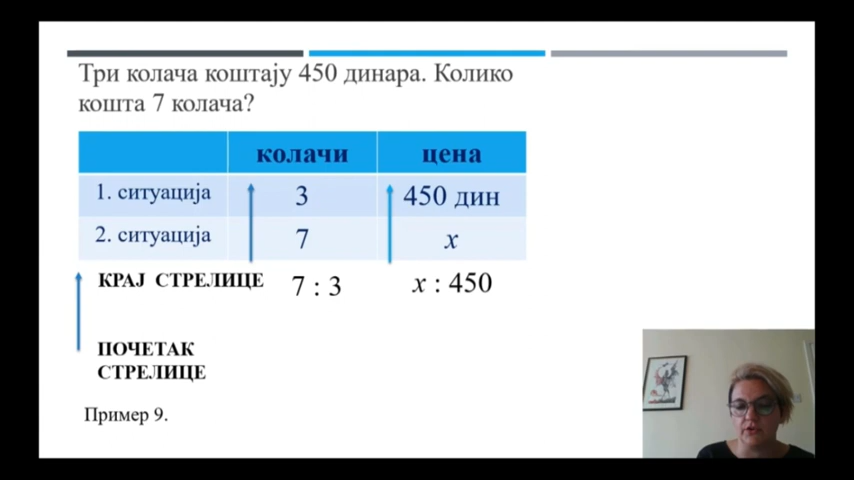 Три колача коштају 450 динара. Колико
кошта 7 колача?
колачи цена
1. ситуација 3 450 дин
2. ситуација 7 x
КРАЈ СТРЕЛИЦЕ 7 : 3 x : 450
ПОЧЕТАК
СТРЕЛИЦЕ
Пример 9.